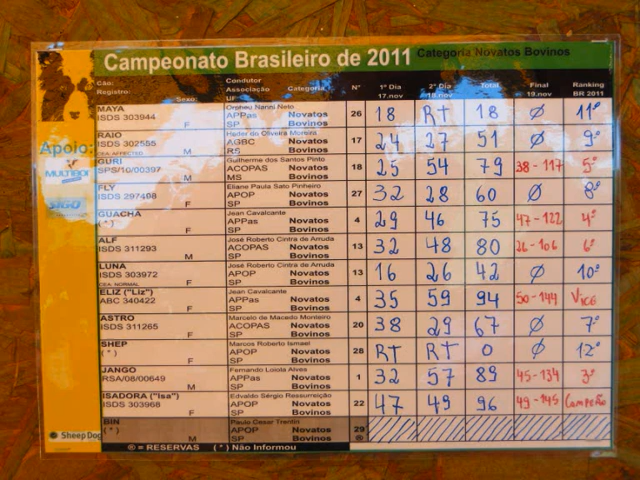 Campeonato Brasileiro de 2011 Categoria Novatos Bovinos
Cão: Condutor 1º Dia 2º Dia Total Final Ranking
Registro: Sexo Associação Categoria Nº 17.nov 18.nov 19.nov BR 2011
UF
MAYA Orpheu Nanni Neto
ISDS 303944 APPas Novatos 26 18 RT 18 Ø 11º
F SP Bovinos
RAIO Heder do Oliveira Moreira
ISDS 302555 AGBC Novatos 17 24 27 51 Ø 9º
CEA: AFFECTED M RS Bovinos
GURI Guilherme dos Santos Pinto
SPS/10/00397 ACOPAS Novatos 18 25 54 79 38-117 5º
M MS Bovinos
FLY Eliane Paula Sato Pinheiro
ISDS 297498 APOP Novatos 27 32 28 60 Ø 8º
F SP Bovinos
GUACHA Jean Cavalcante
(*) APPas Novatos 4 29 46 75 47-122 4º
F SP Bovinos
ALF José Roberto Cintra de Arruda
ISDS 311293 ACOPAS Novatos 13 32 48 80 26-106 6º
M SP Bovinos
LUNA José Roberto Cintra de Arruda
ISDS 303972 APOP Novatos 13 16 26 42 Ø 10º
CEA: NORMAL F SP Bovinos
ELIZ ("Liz") Jean Cavalcante
ABC 340422 APPas Novatos 4 35 59 94 50-144 Vice
F SP Bovinos
ASTRO Marcelo de Macedo Monteiro
ISDS 311265 ACOPAS Novatos 20 38 29 67 Ø 7º
M SP Bovinos
SHEP Marcos Roberto Ismael
(*) APOP Novatos 28 RT RT 0 Ø 12º
M SP Bovinos
JANGO Fernando Loiola Alves
RSA/08/00649 APPas Novatos 1 32 57 89 45-134 3º
M SP Bovinos
ISADORA ("Isa") Edvaldo Sérgio Ressurreição
ISDS 303968 APOP Novatos 22 47 49 96 49-145 Campeão
F SP Bovinos
BIN Paulo Cesar Trentin
(*) APOP Novatos 29
M SP Bovinos ®
® = RESERVAS (*) Não Informou
Apoio:
MULTIBOI
SIGO
Sheep Dog